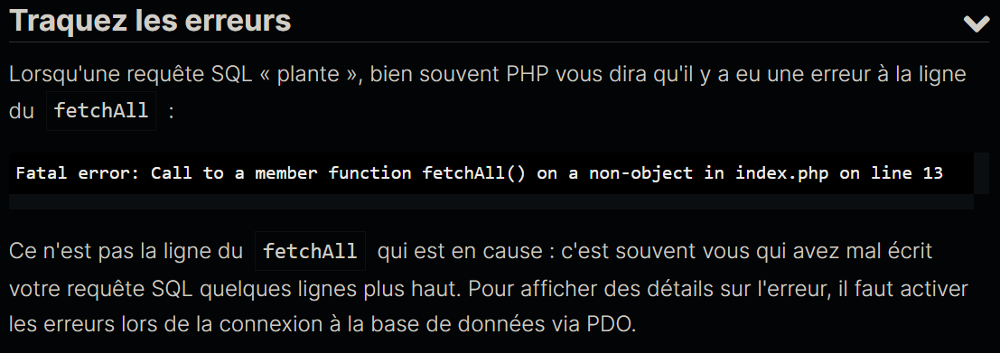 Traquez les erreurs
Lorsqu'une requête SQL « plante », bien souvent PHP vous dira qu'il y a eu une erreur à la ligne
du fetchAll :
Fatal error: Call to a member function fetchAll() on a non-object in index.php on line 13
Ce n'est pas la ligne du fetchAll qui est en cause : c'est souvent vous qui avez mal écrit
votre requête SQL quelques lignes plus haut. Pour afficher des détails sur l'erreur, il faut activer
les erreurs lors de la connexion à la base de données via PDO.